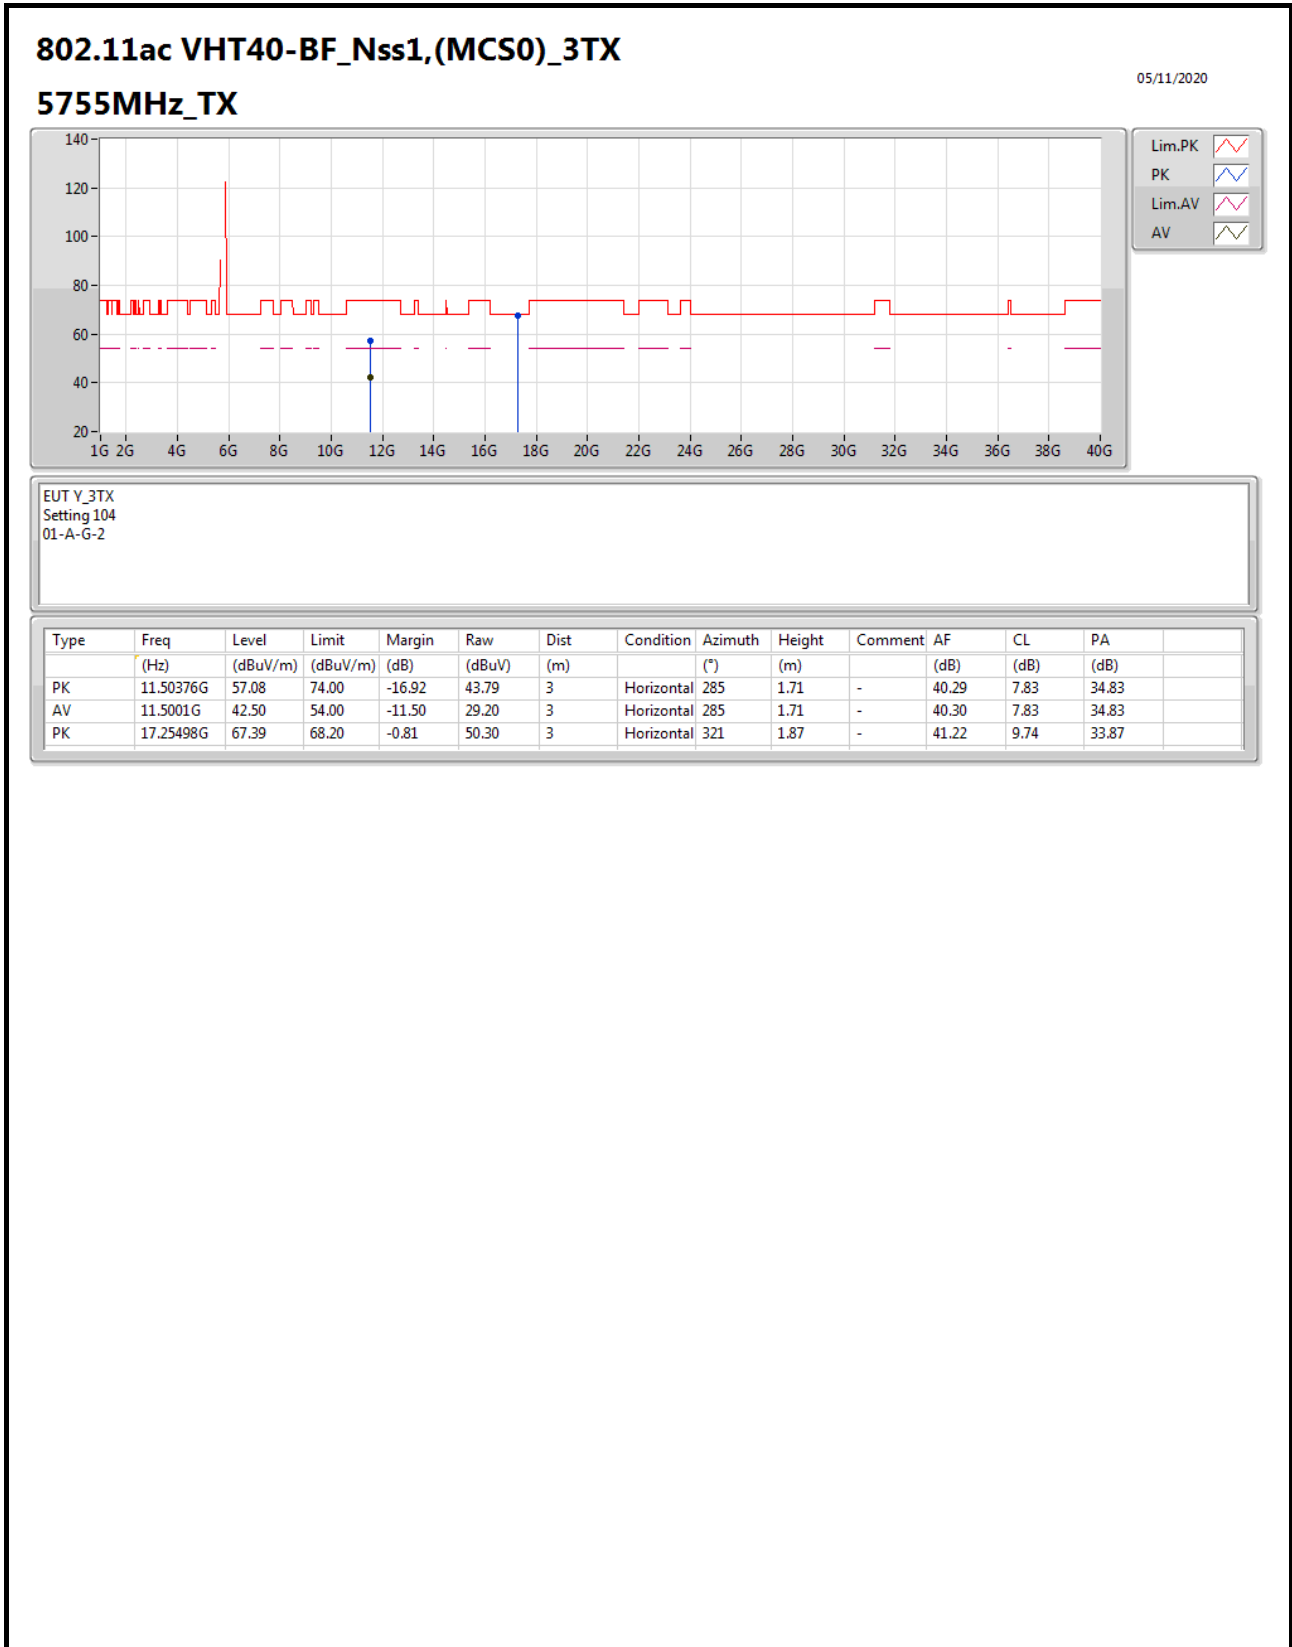 802.11ac VHT40-BF_Nss1,(MCS0)_3TX
05/11/2020
5755MHz_TX
140
120
100
80
60
40
20
1G 2G 4G 6G 8G 10G 12G 14G 16G 18G 20G 22G 24G 26G 28G 30G 32G 34G 36G 38G 40G
Lim.PK
PK
Lim.AV
AV
EUT Y_3TX
Setting 104
01-A-G-2
Type Freq Level Limit Margin Raw Dist Condition Azimuth Height Comment AF CL PA
(Hz) (dBuV/m) (dBuV/m) (dB) (dBuV) (m) (°) (m) (dB) (dB) (dB)
PK 11.50376G 57.08 74.00 -16.92 43.79 3 Horizontal 285 1.71 - 40.29 7.83 34.83
AV 11.5001G 42.50 54.00 -11.50 29.20 3 Horizontal 285 1.71 - 40.30 7.83 34.83
PK 17.25498G 67.39 68.20 -0.81 50.30 3 Horizontal 321 1.87 - 41.22 9.74 33.87